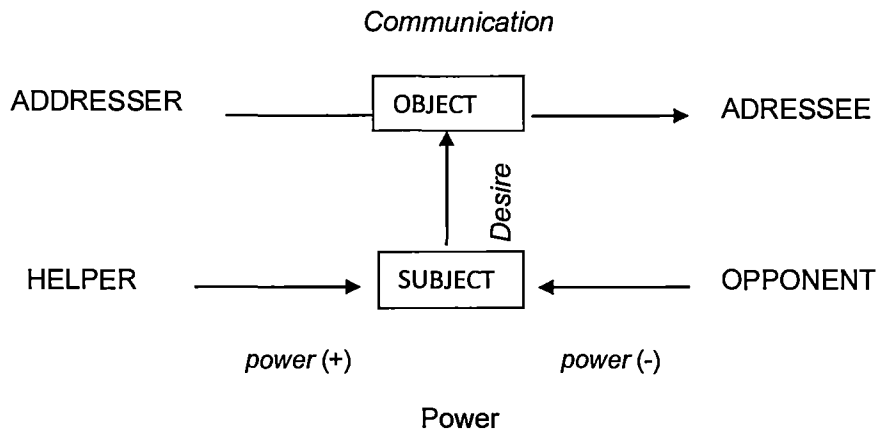 Communication
ADDRESSER OBJECT ADRESSEE
Desire
HELPER SUBJECT OPPONENT
power (+) power (-)
Power